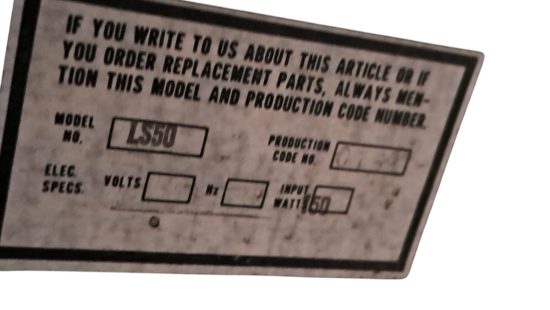 IF YOU WRITE TO US ABOUT THIS ARTICLE OR IF
YOU ORDER REPLACEMENT PARTS, ALWAYS MEN-
TION THIS MODEL AND PRODUCTION CODE NUMBER.
MODEL NO. LS50
PRODUCTION CODE NO.
ELEC. SPECS. VOLTS Hz INPUT WATTS 50